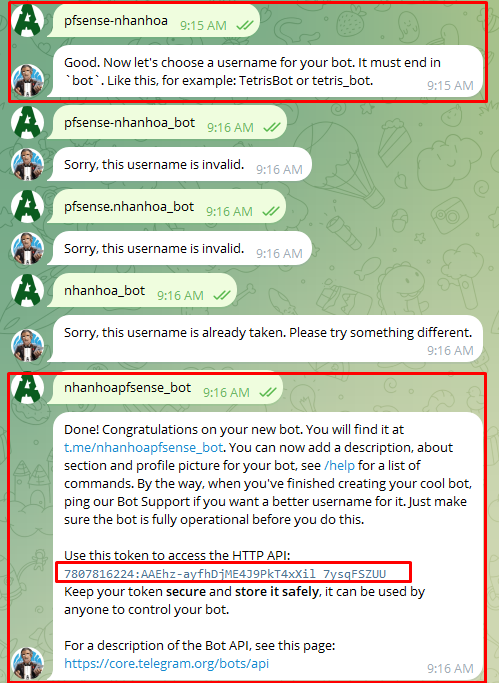 pfsense-nhanhoa
9:15 AM
Good. Now let's choose a username for your bot. It must end in
`bot`. Like this, for example: TetrisBot or tetris_bot.
9:15 AM
pfsense-nhanhoa_bot
9:16 AM
Sorry, this username is invalid.
9:16 AM
pfsense.nhanhoa_bot
9:16 AM
Sorry, this username is invalid.
9:16 AM
nhanhoa_bot
9:16 AM
Sorry, this username is already taken. Please try something different.
9:16 AM
nhanhoapfsense_bot
9:16 AM
Done! Congratulations on your new bot. You will find it at
t.me/nhanhoapfsense_bot. You can now add a description, about
section and profile picture for your bot, see /help for a list of
commands. By the way, when you've finished creating your cool bot,
ping our Bot Support if you want a better username for it. Just make
sure the bot is fully operational before you do this.
Use this token to access the HTTP API:
7807816224:AAEhz-ayfhDjME4J9PkT4xXil 7ysqFSZUU
Keep your token secure and store it safely, it can be used by
anyone to control your bot.
For a description of the Bot API, see this page:
https://core.telegram.org/bots/api
9:16 AM